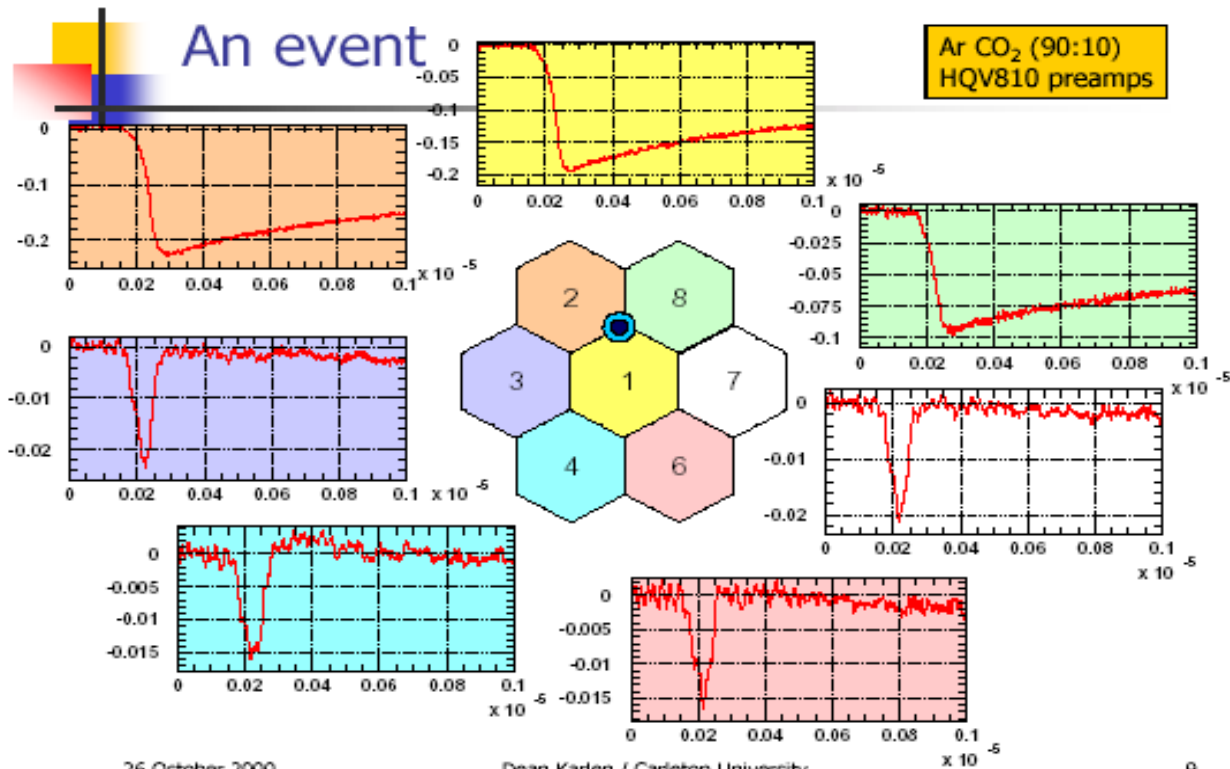 An event
Ar CO₂ (90:10)
HQV810 preamps
0
-0.05
-0.1
-0.15
-0.2
0 0.02 0.04 0.06 0.08 0.1
x 10 -5
0
-0.1
-0.2
0 0.02 0.04 0.06 0.08 0.1
x 10 -5
0
-0.025
-0.05
-0.075
-0.1
0 0.02 0.04 0.06 0.08 0.1
x 10 -5
2 8
3 1 7
4 6
0
-0.01
-0.02
0 0.02 0.04 0.06 0.08 0.1
x 10 -5
0
-0.01
-0.02
0 0.02 0.04 0.06 0.08 0.1
x 10 -5
0
-0.005
-0.01
-0.015
0 0.02 0.04 0.06 0.08 0.1
x 10 -5
0
-0.005
-0.01
-0.015
0 0.02 0.04 0.06 0.08 0.1
x 10 -5
26 October 2000
Dean Karlen / Carleton University
9